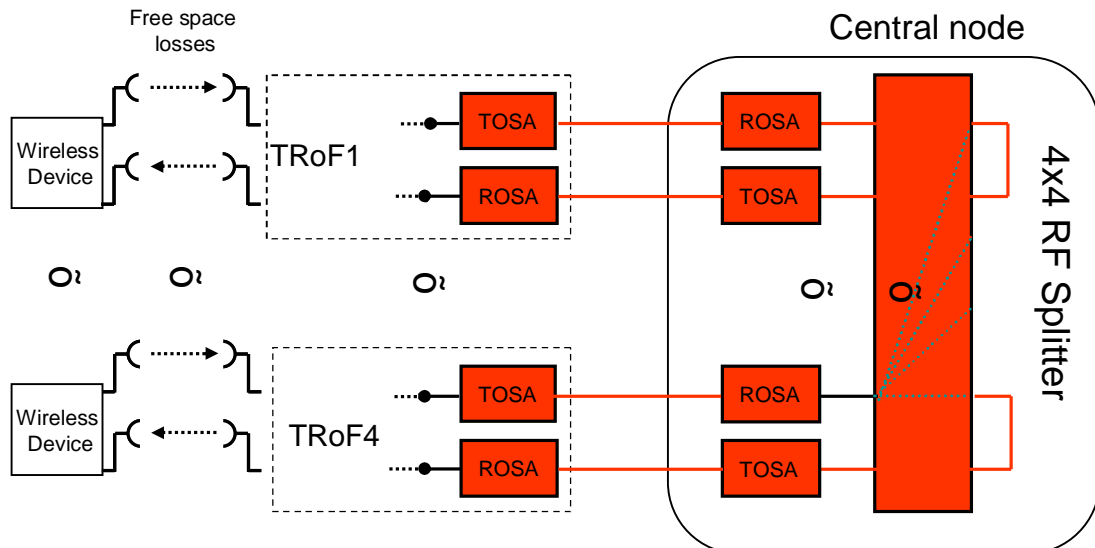 Free space
losses
Central node
Wireless
Device
TRoF1
TOSA
ROSA
ROSA
TOSA
4x4 RF Splitter
Õ
Õ
Õ
Õ
Õ
Wireless
Device
TRoF4
TOSA
ROSA
ROSA
TOSA